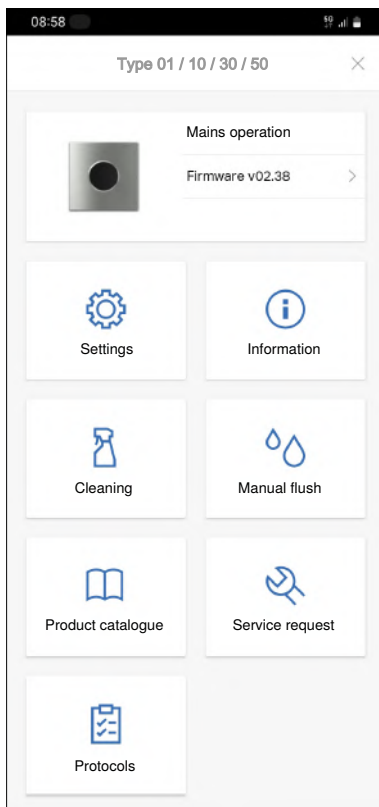 08:58
5G
Type 01 / 10 / 30 / 50
Mains operation
Firmware v02.38
Settings
Information
Cleaning
Manual flush
Product catalogue
Service request
Protocols